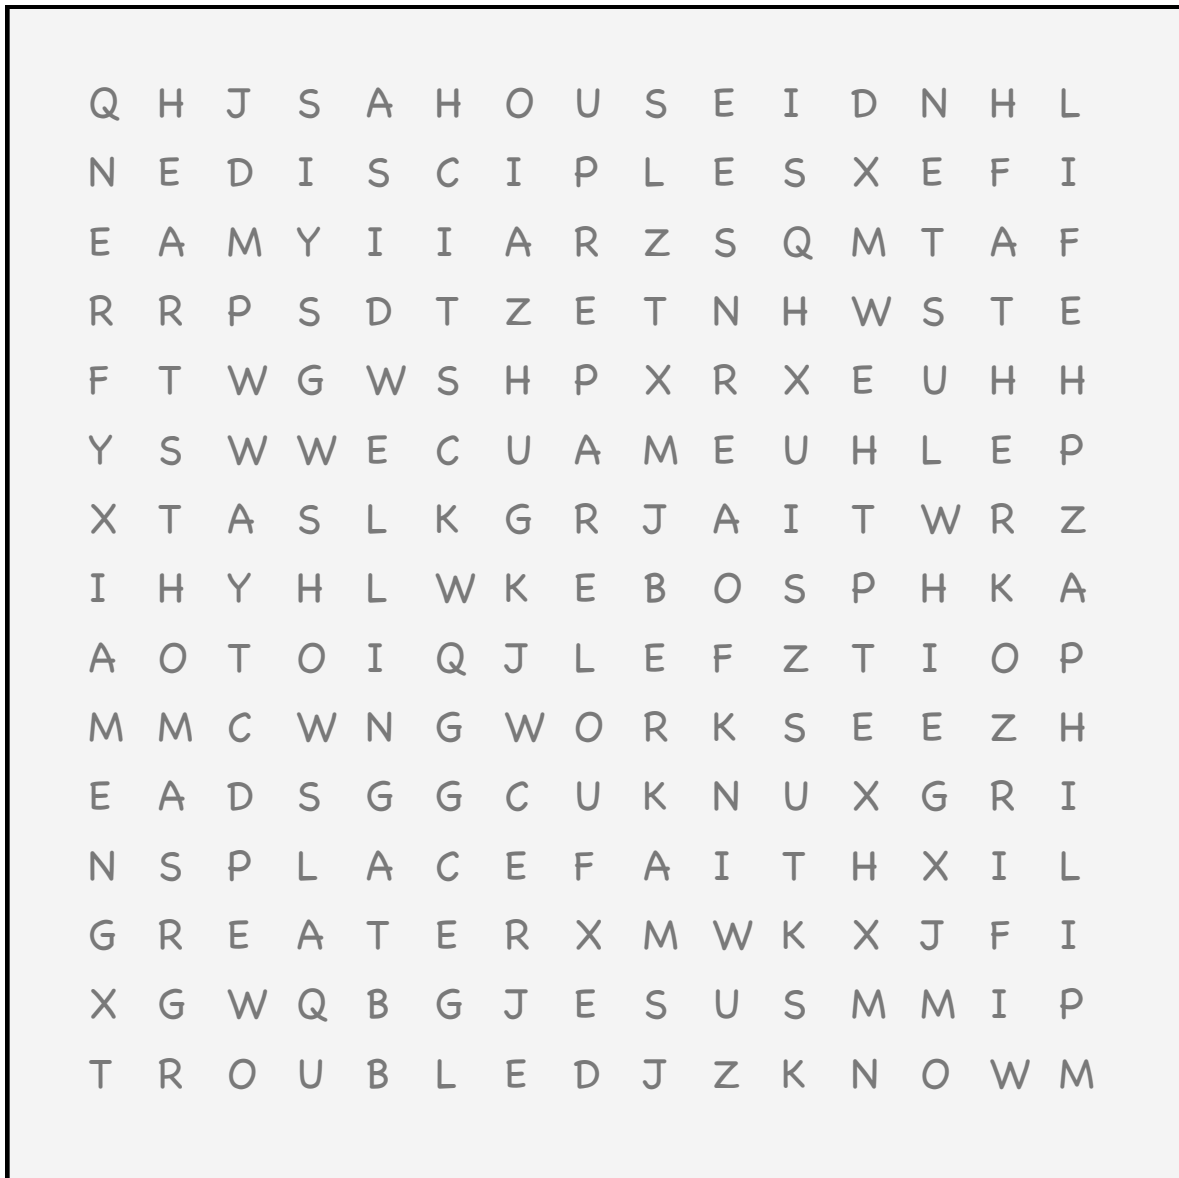 Q H J S A H O U S E I D N H L
N E D I S C I P L E S X E F I
E A M Y I I A R Z S Q M T A F
R R P S D T Z E T N H W S T E
F T W G W S H P X R X E U H H
Y S W W E C U A M E U H L E P
X T A S L K G R J A I T W R Z
I H Y H L W K E B O S P H K A
A O T O I Q J L E F Z T I O P
M M C W N G W O R K S E E Z H
E A D S G G C U K N U X G R I
N S P L A C E F A I T H X I L
G R E A T E R X M W K X J F I
X G W Q B G J E S U S M M I P
T R O U B L E D J Z K N O W M